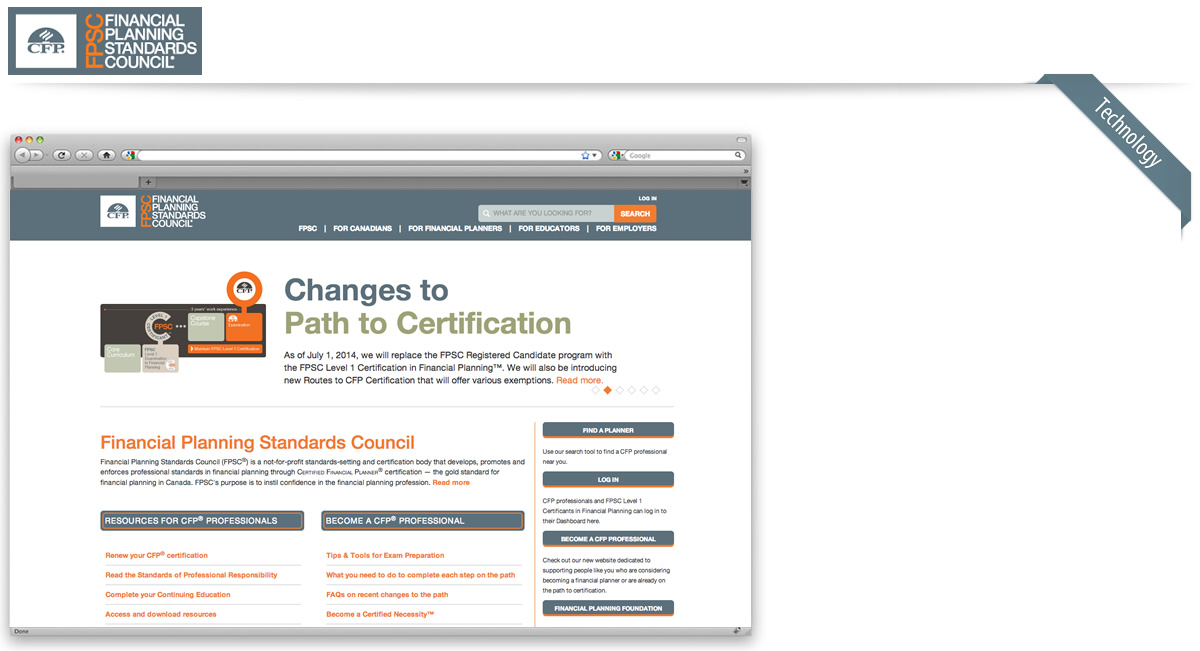 CFP.
FPSC
FINANCIAL
PLANNING
STANDARDS
COUNCIL
Technology
Google
CFP.
FPSC
FINANCIAL
PLANNING
STANDARDS
COUNCIL
LOG IN
WHAT ARE YOU LOOKING FOR?
SEARCH
FPSC | FOR CANADIANS | FOR FINANCIAL PLANNERS | FOR EDUCATORS | FOR EMPLOYERS
CFP
3 years' work experience
LEVEL 1
FPSC
Capstone
Course
Examination
Maintain FPSC Level 1 Certification
Core
Curriculum
FPSC
Level 1
Examination
in Financial
Planning
Changes to
Path to Certification
As of July 1, 2014, we will replace the FPSC Registered Candidate program with
the FPSC Level 1 Certification in Financial Planning™. We will also be introducing
new Routes to CFP Certification that will offer various exemptions. Read more.
Financial Planning Standards Council
Financial Planning Standards Council (FPSC®) is a not-for-profit standards-setting and certification body that develops, promotes and
enforces professional standards in financial planning through CERTIFIED FINANCIAL PLANNER® certification — the gold standard for
financial planning in Canada. FPSC's purpose is to instil confidence in the financial planning profession. Read more
RESOURCES FOR CFP® PROFESSIONALS
Renew your CFP® certification
Read the Standards of Professional Responsibility
Complete your Continuing Education
Access and download resources
BECOME A CFP® PROFESSIONAL
Tips & Tools for Exam Preparation
What you need to do to complete each step on the path
FAQs on recent changes to the path
Become a Certified Necessity™
FIND A PLANNER
Use our search tool to find a CFP professional
near you.
LOG IN
CFP professionals and FPSC Level 1
Certificants in Financial Planning can log in to
their Dashboard here.
BECOME A CFP PROFESSIONAL
Check out our new website dedicated to
supporting people like you who are considering
becoming a financial planner or are already on
the path to certification.
FINANCIAL PLANNING FOUNDATION
Done